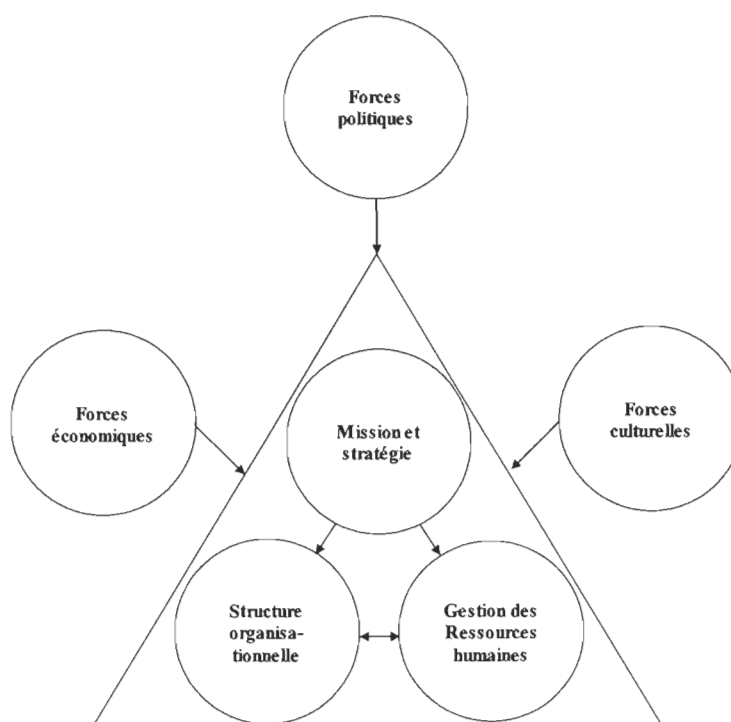 Forces
politiques
Forces
économiques
Mission et
stratégie
Forces
culturelles
Structure
organisa-
tionnelle
Gestion des
Ressources
humaines